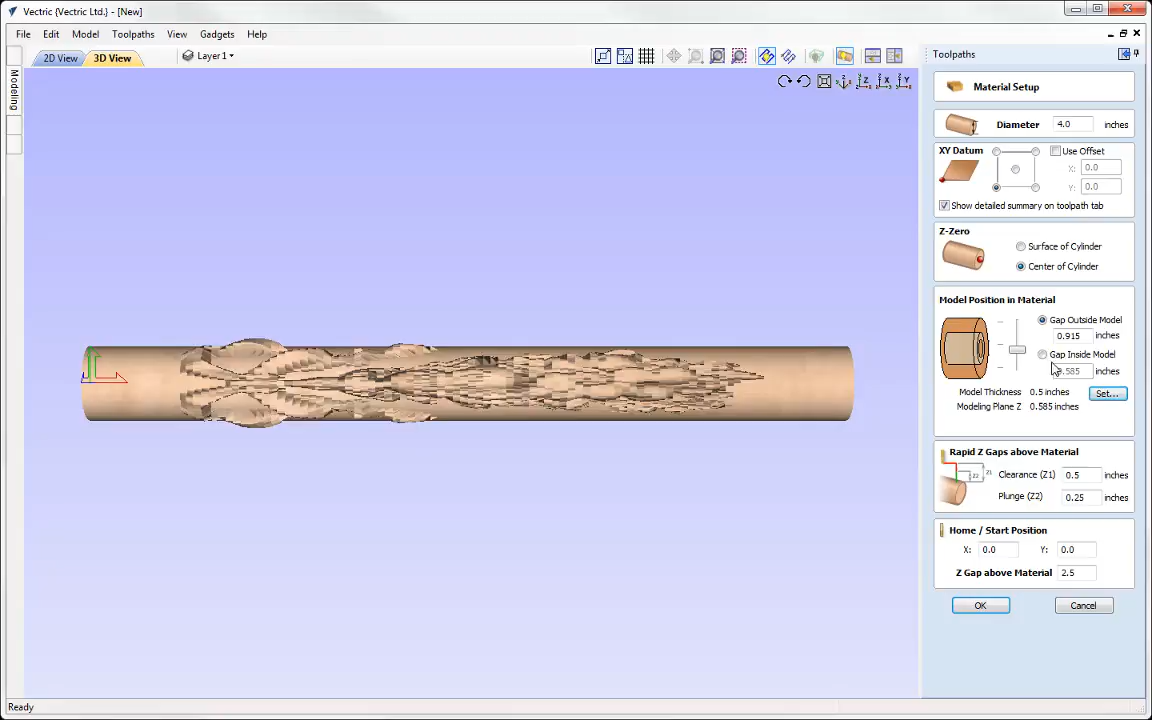 Vectric {Vectric Ltd.} - [New]
File Edit Model Toolpaths View Gadgets Help
2D View 3D View Layer 1
Modeling
Toolpaths
Material Setup
Diameter 4.0 inches
XY Datum Use Offset
X: 0.0
Y: 0.0
Show detailed summary on toolpath tab
Z-Zero
Surface of Cylinder
Center of Cylinder
Model Position in Material
Gap Outside Model
0.915 inches
Gap Inside Model
.585 inches
Model Thickness 0.5 inches Set...
Modeling Plane Z 0.585 inches
Rapid Z Gaps above Material
Z1
Z2
Clearance (Z1) 0.5 inches
Plunge (Z2) 0.25 inches
Home / Start Position
X: 0.0 Y: 0.0
Z Gap above Material 2.5
OK Cancel
Ready